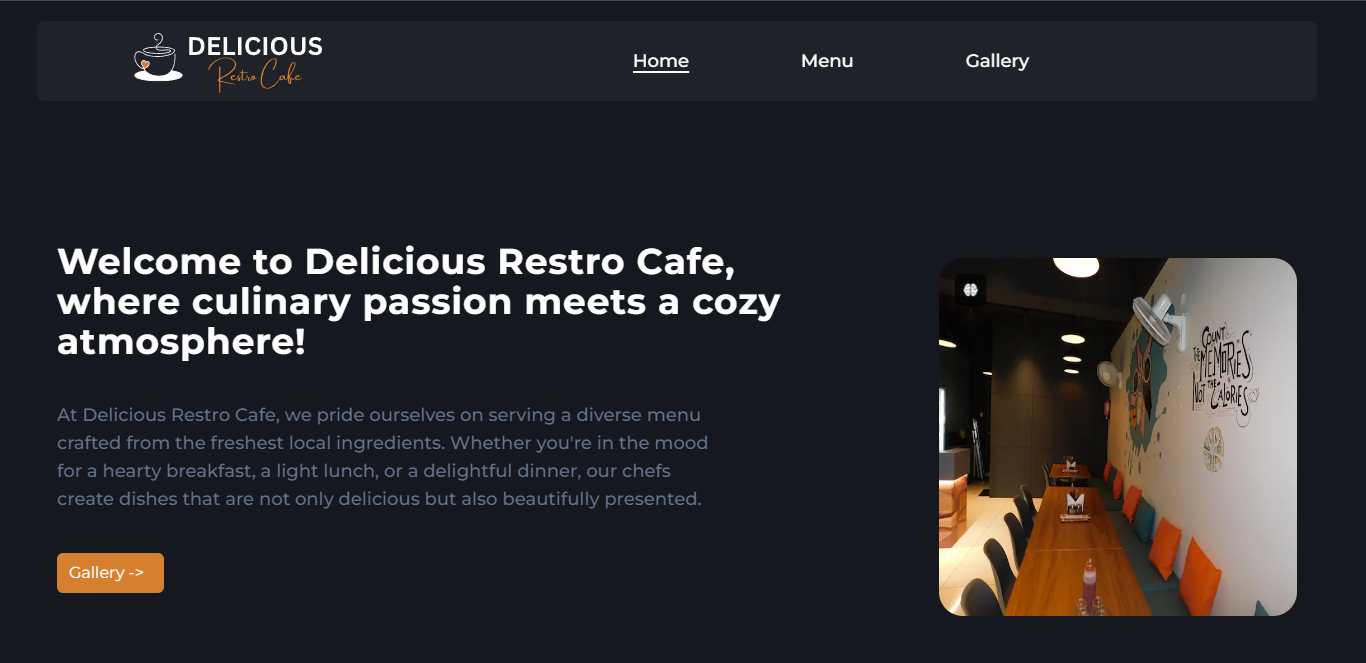 DELICIOUS
Restro Cafe
Home
Menu
Gallery
Welcome to Delicious Restro Cafe,
where culinary passion meets a cozy
atmosphere!
At Delicious Restro Cafe, we pride ourselves on serving a diverse menu
crafted from the freshest local ingredients. Whether you're in the mood
for a hearty breakfast, a light lunch, or a delightful dinner, our chefs
create dishes that are not only delicious but also beautifully presented.
Gallery ->
COUNT
THE MEMORIES
NOT THE CALORIES